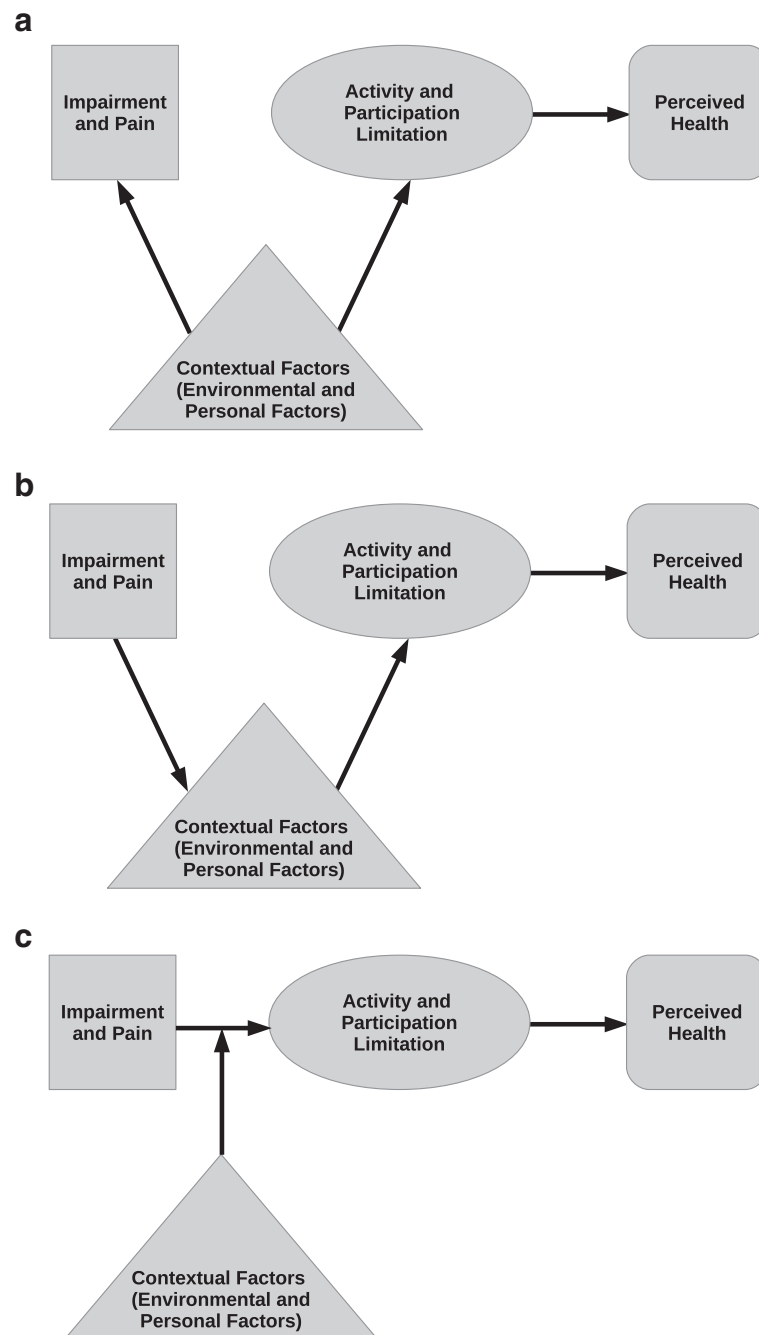 a
Impairment
and Pain
Activity and
Participation
Limitation
Perceived
Health
Contextual Factors
(Environmental and
Personal Factors)
b
Impairment
and Pain
Activity and
Participation
Limitation
Perceived
Health
Contextual Factors
(Environmental and
Personal Factors)
c
Impairment
and Pain
Activity and
Participation
Limitation
Perceived
Health
Contextual Factors
(Environmental and
Personal Factors)